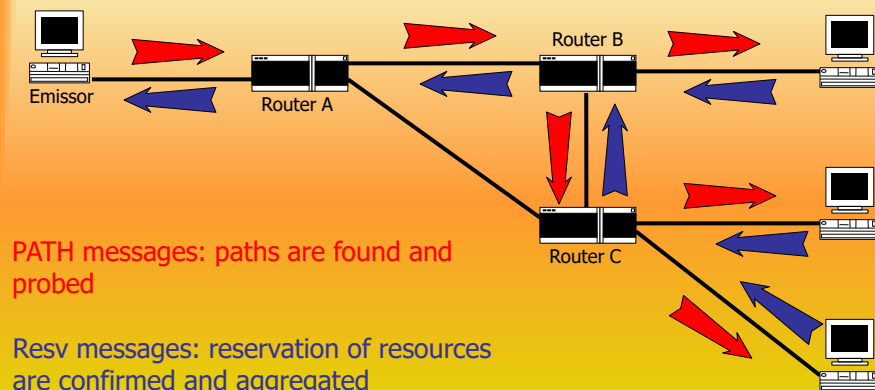 Emissor
Router A
Router B
Router C
PATH messages: paths are found and
probed
Resv messages: reservation of resources
are confirmed and aggregated